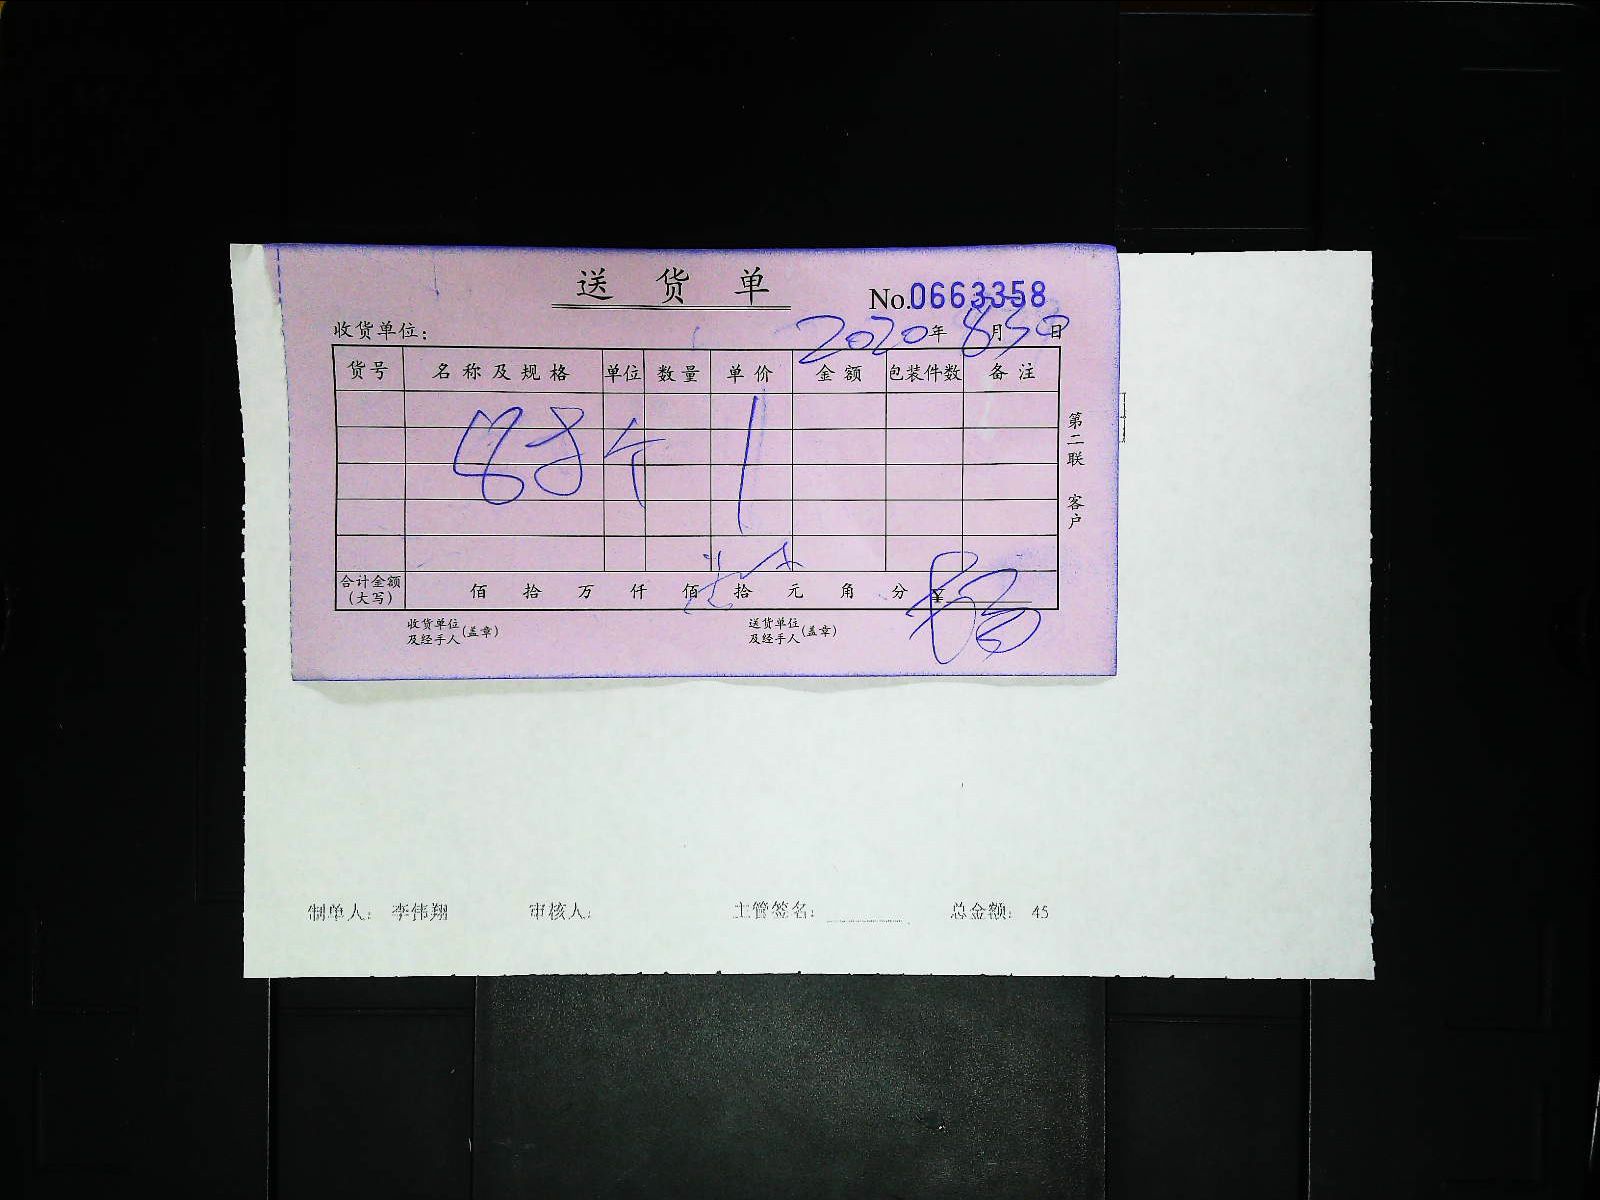 送 货 单
No.0663358
收货单位: 2020年8月30日
货号 名称及规格 单位 数量 单价 金额 包装件数 备注
88个 1
第二联 客户
合计金额(大写) 佰 拾 万 仟 佰 拾 元 角 分 ¥
收货单位及经手人(盖章) 送货单位及经手人(盖章)
制单人: 李伟翔 审核人: 主管签名: 总金额: 45